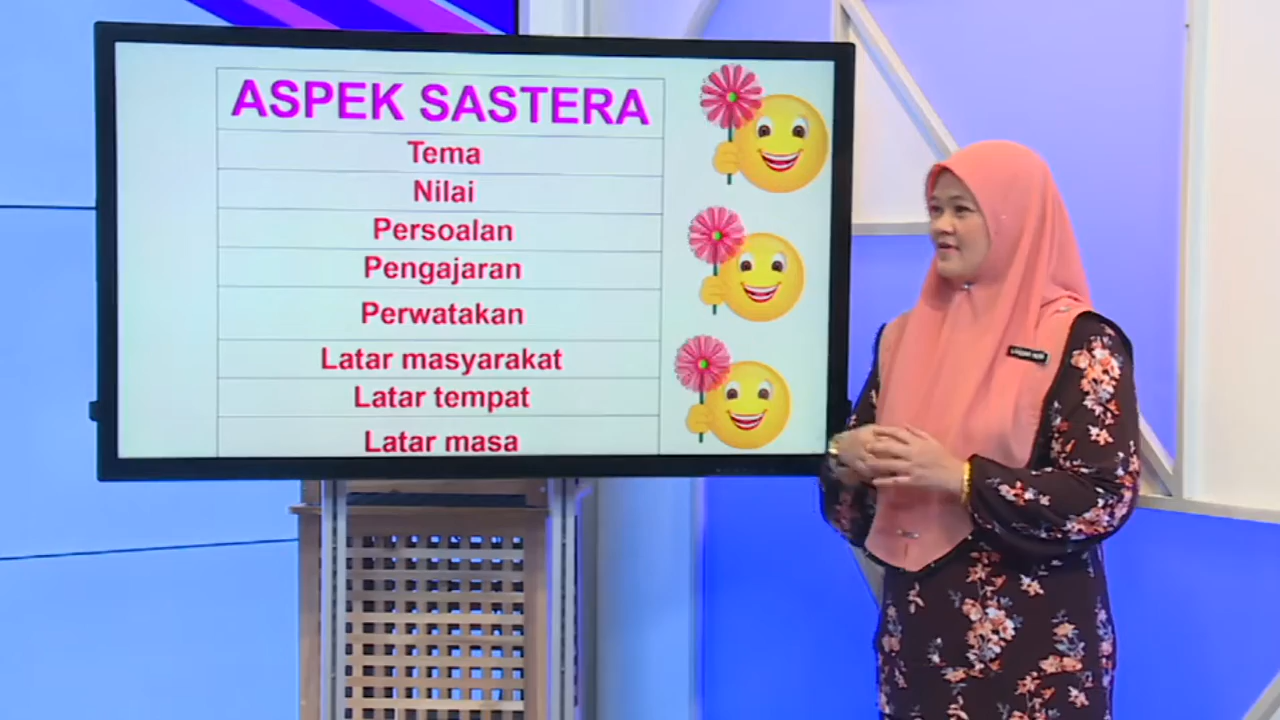 ASPEK SASTERA
Tema
Nilai
Persoalan
Pengajaran
Perwatakan
Latar masyarakat
Latar tempat
Latar masa